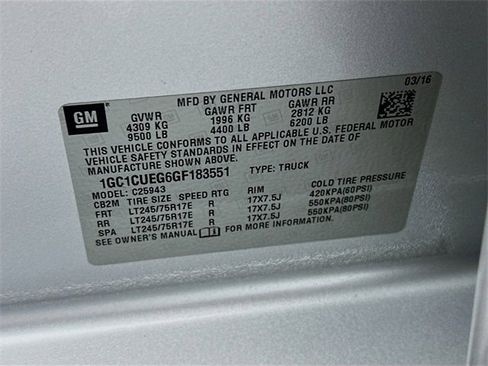 GM
MFD BY GENERAL MOTORS LLC
03/16
GVWR GAWR FRT GAWR RR
4309 KG 1996 KG 2812 KG
9500 LB 4400 LB 6200 LB
THIS VEHICLE CONFORMS TO ALL APPLICABLE U.S. FEDERAL MOTOR
VEHICLE SAFETY STANDARDS IN EFFECT ON THE DATE OF
MANUFACTURE SHOWN ABOVE.
1GC1CUEG6GF183551 TYPE: TRUCK
MODEL: C25943
CB2M TIRE SIZE SPEED RTG RIM COLD TIRE PRESSURE
FRT LT245/75R17E R 17X7.5J 420KPA(60PSI)
RR LT245/75R17E R 17X7.5J 550KPA(80PSI)
SPA LT245/75R17E R 17X7.5J 550KPA(80PSI)
SEE OWNER'S MANUAL FOR MORE INFORMATION.